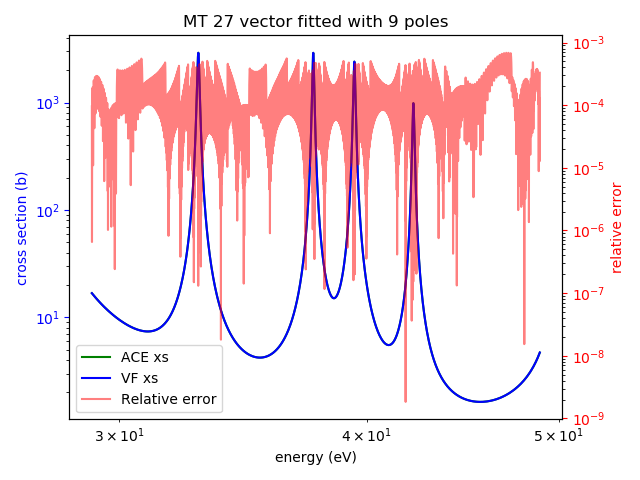 MT 27 vector fitted with 9 poles
cross section (b)
10³
10²
10¹
10⁻³
10⁻⁴
10⁻⁵
10⁻⁶
10⁻⁷
10⁻⁸
10⁻⁹
relative error
ACE xs
VF xs
Relative error
3 × 10¹
4 × 10¹
5 × 10¹
energy (eV)